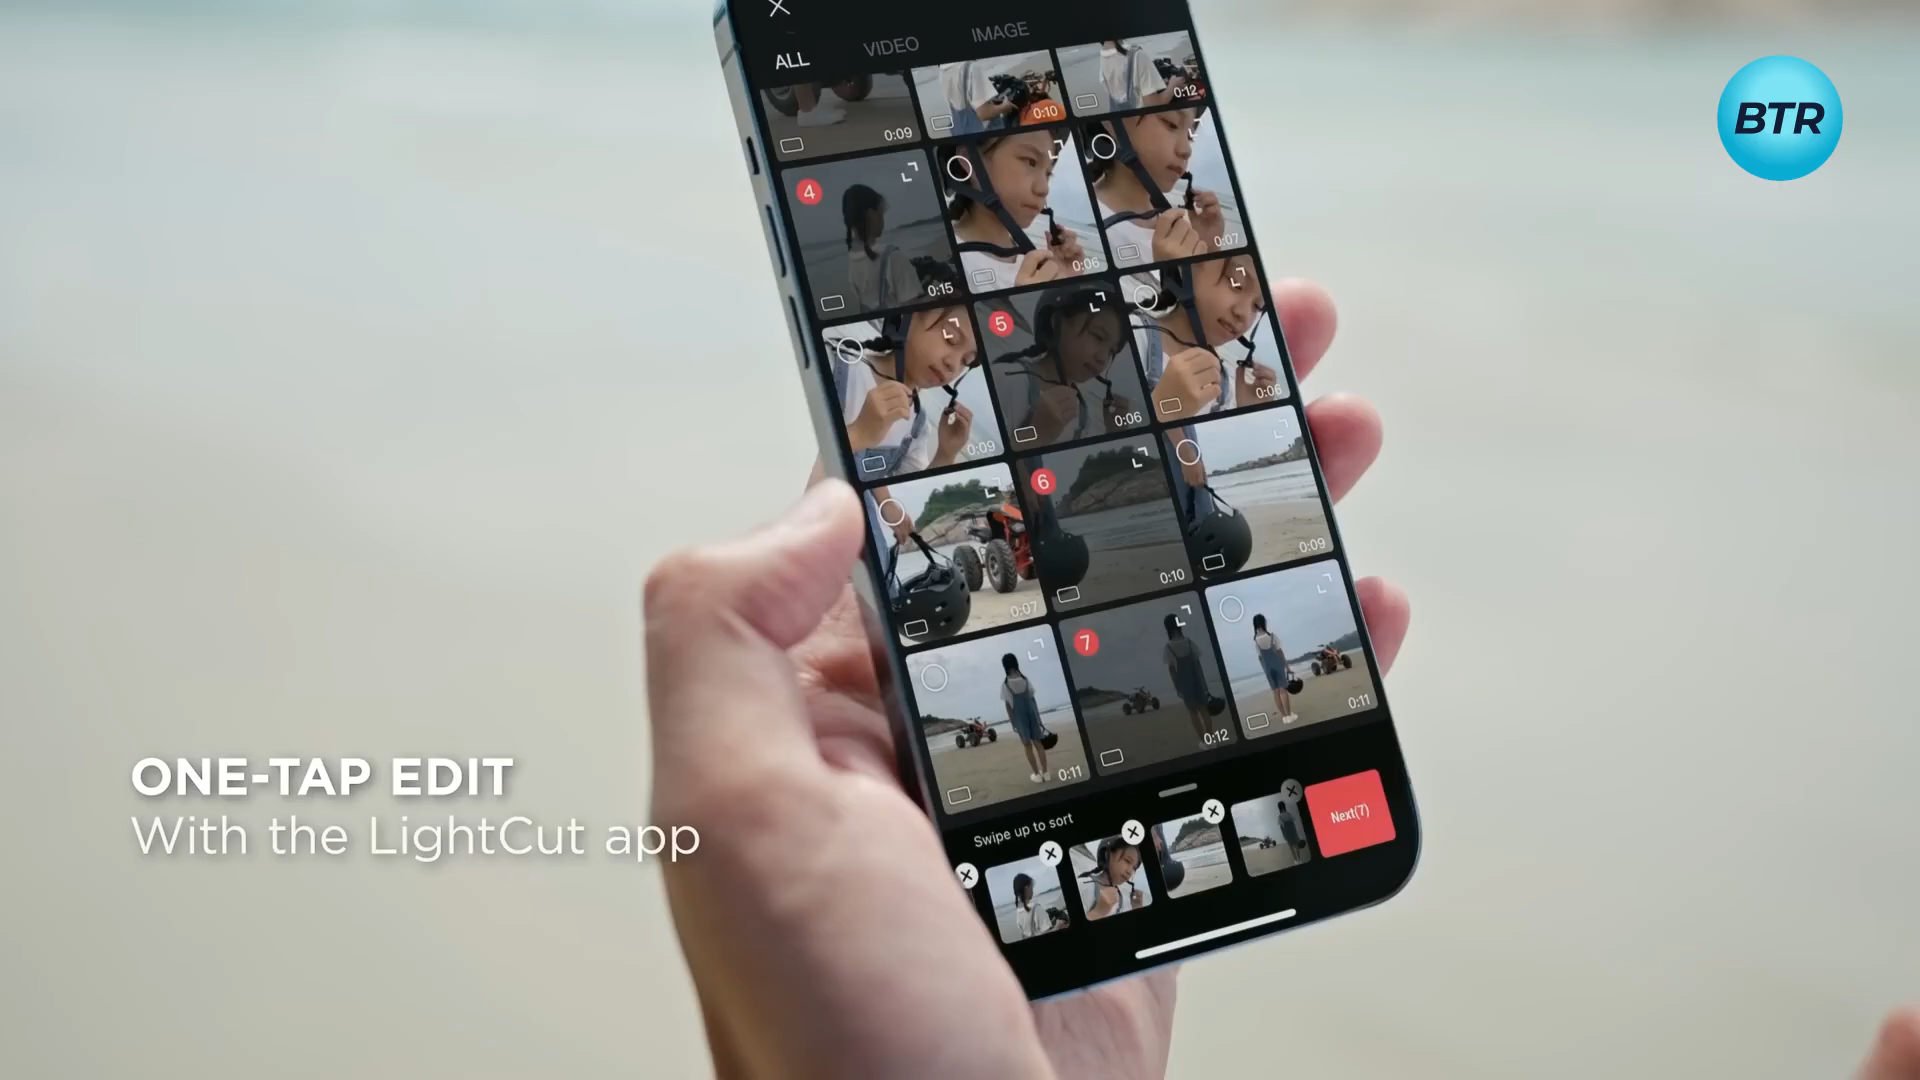 ALL VIDEO IMAGE
BTR
0:09 0:10 0:12
4 0:15 0:06 0:07
0:09 5 0:06 0:06
0:07 6 0:10 0:09
0:11 7 0:12 0:11
Swipe up to sort
Next(7)
ONE-TAP EDIT
With the LightCut app